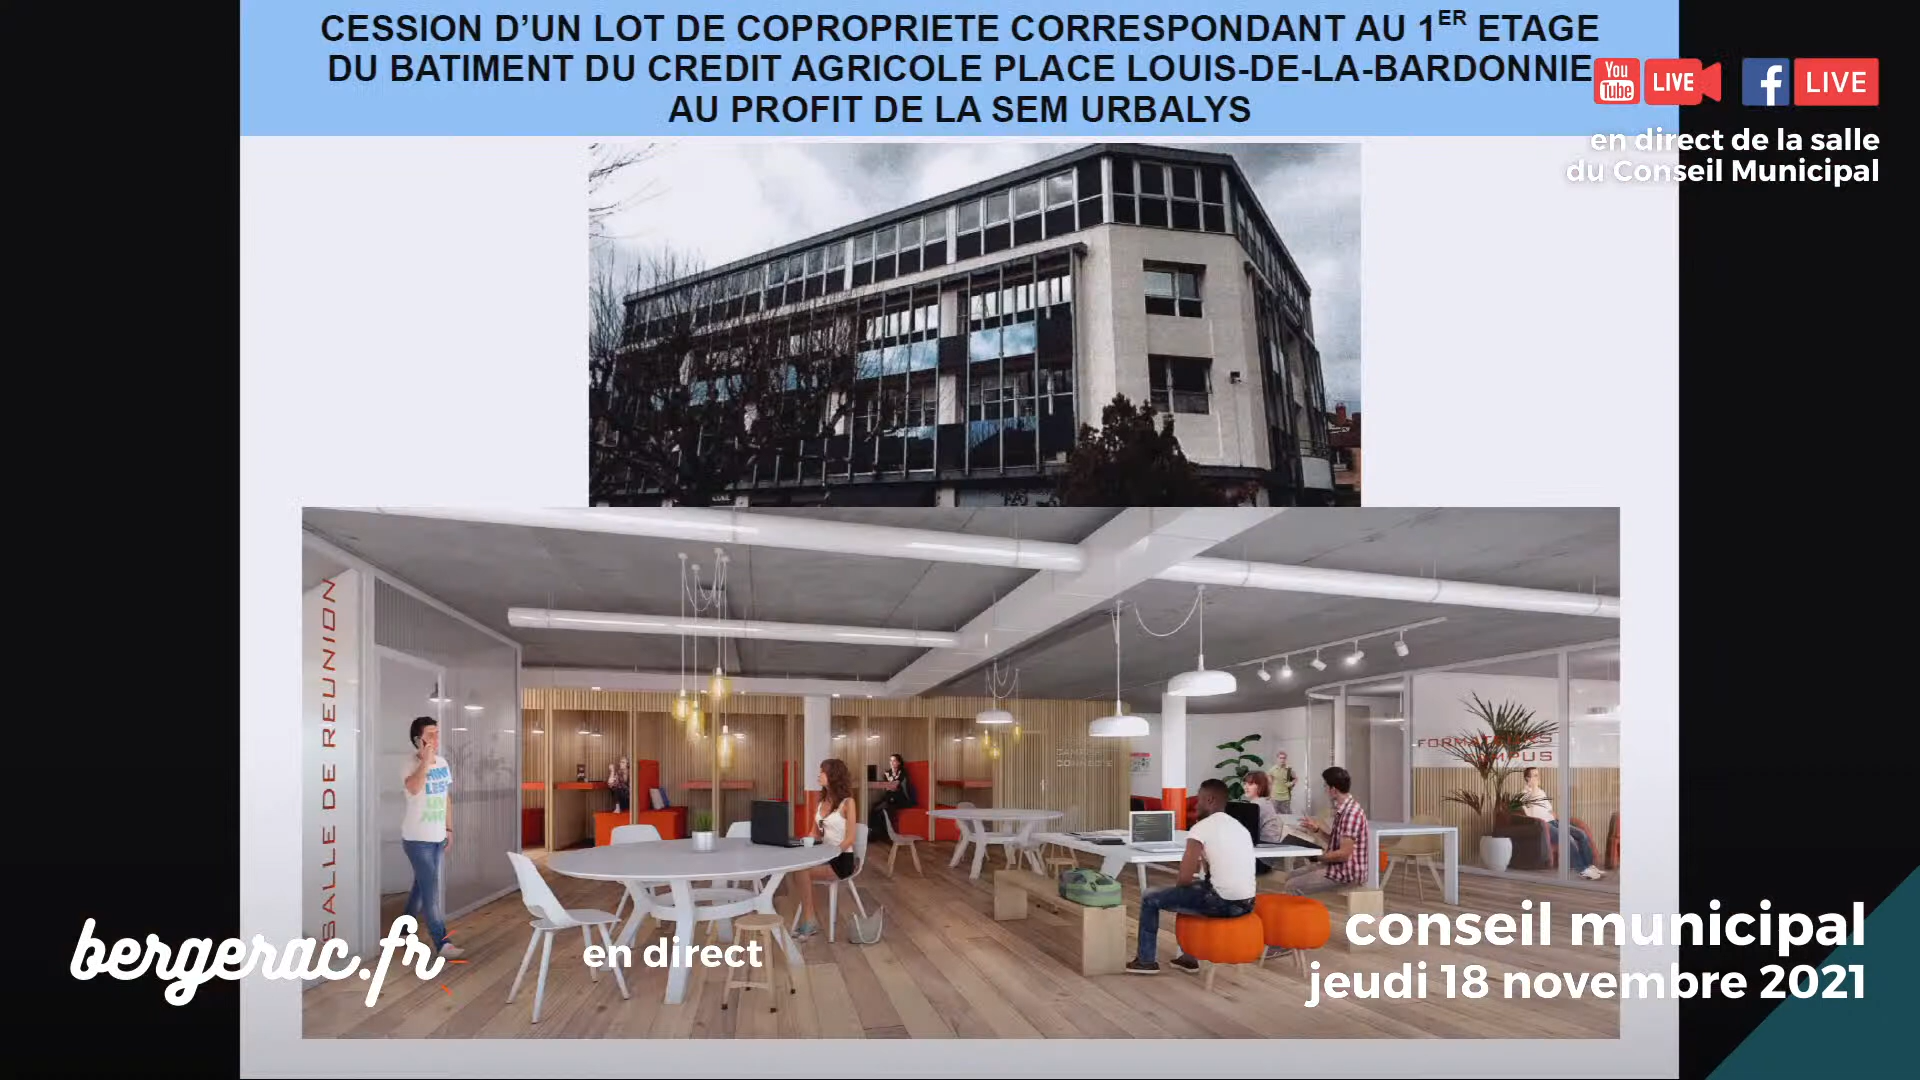 CESSION D’UN LOT DE COPROPRIETE CORRESPONDANT AU 1ER ETAGE
DU BATIMENT DU CREDIT AGRICOLE PLACE LOUIS-DE-LA-BARDONNIE
AU PROFIT DE LA SEM URBALYS
You Tube LIVE f LIVE
en direct de la salle
du Conseil Municipal
SALLE DE REUNION
FORMATEURS
CAMPUS
bergerac.fr
en direct
conseil municipal
jeudi 18 novembre 2021